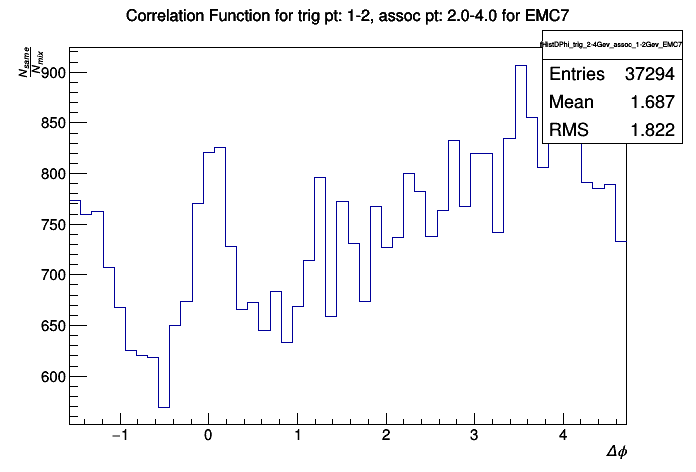 Correlation Function for trig pt: 1-2, assoc pt: 2.0-4.0 for EMC7
HistDPhi_trig_2-4Gev_assoc_1-2Gev_EMC7
Entries 37294
Mean 1.687
RMS 1.822
N_same
N_mix
900
850
800
750
700
650
600
−1 0 1 2 3 4
Δϕ